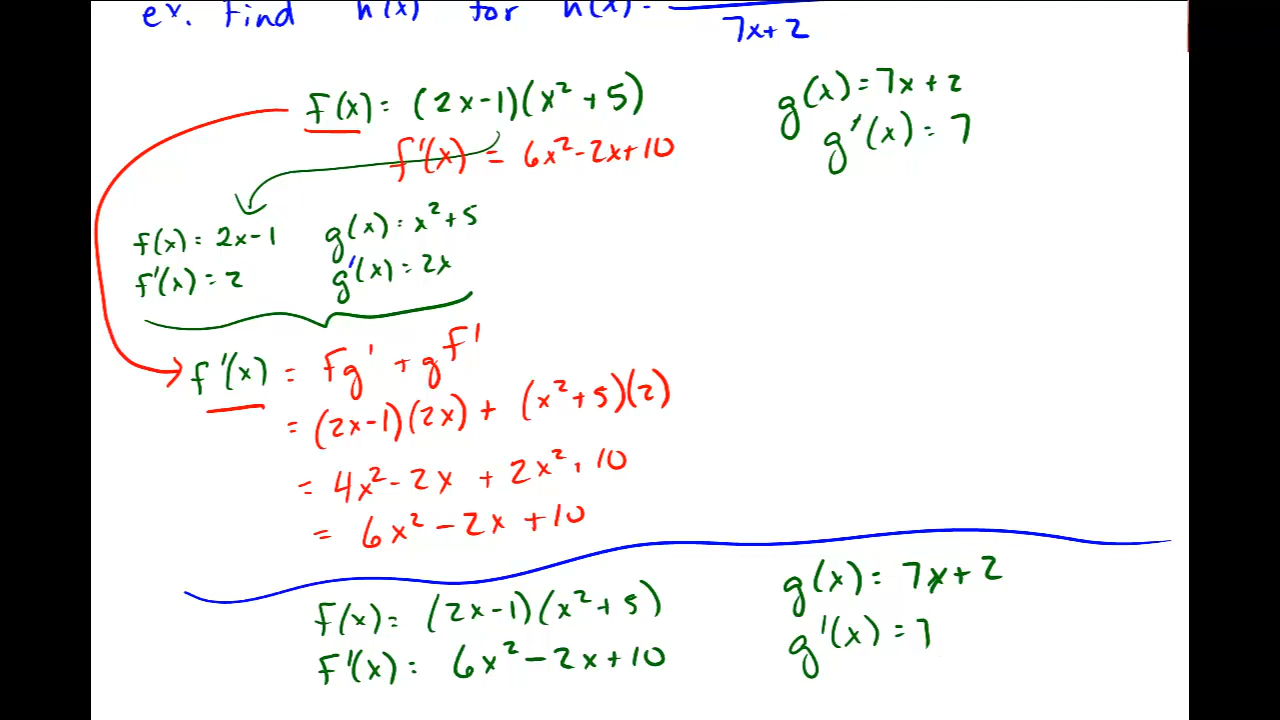 ex. Find h'(x) for h(x) =
7x+2
f(x) = (2x-1)(x² + 5)
g(x) = 7x + 2
f'(x) = 6x² - 2x + 10
g'(x) = 7
f(x) = 2x - 1
g(x) = x² + 5
f'(x) = 2
g'(x) = 2x
f'(x) = fg' + gf'
= (2x-1)(2x) + (x² + 5)(2)
= 4x² - 2x + 2x² + 10
= 6x² - 2x + 10
f(x) = (2x-1)(x² + 5)
g(x) = 7x + 2
f'(x) = 6x² - 2x + 10
g'(x) = 7